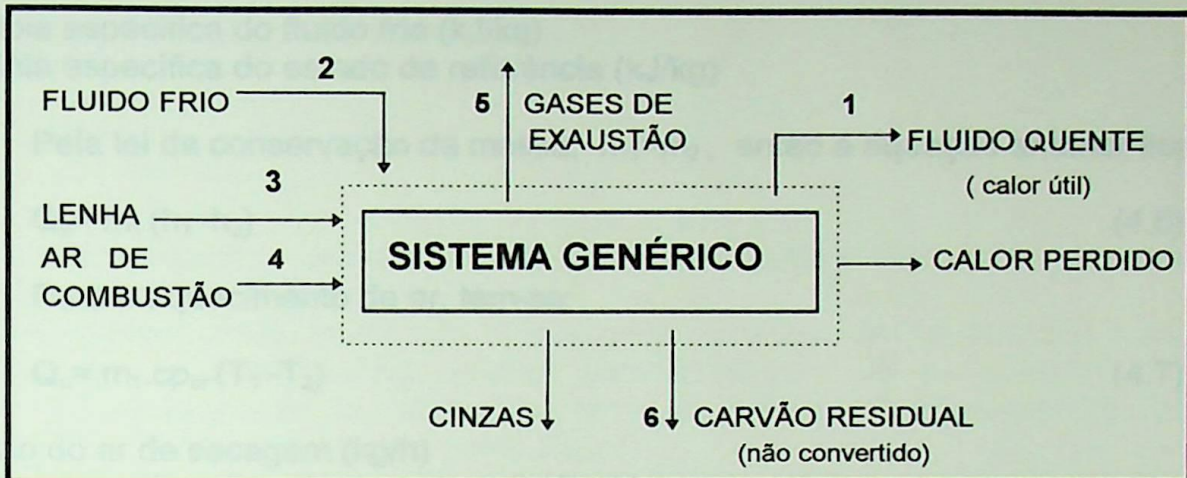 2
FLUIDO FRIO
5 GASES DE
EXAUSTÃO
1
FLUIDO QUENTE
( calor útil)
3
LENHA
AR DE
COMBUSTÃO
4
SISTEMA GENÉRICO
CALOR PERDIDO
CINZAS
6 CARVÃO RESIDUAL
(não convertido)